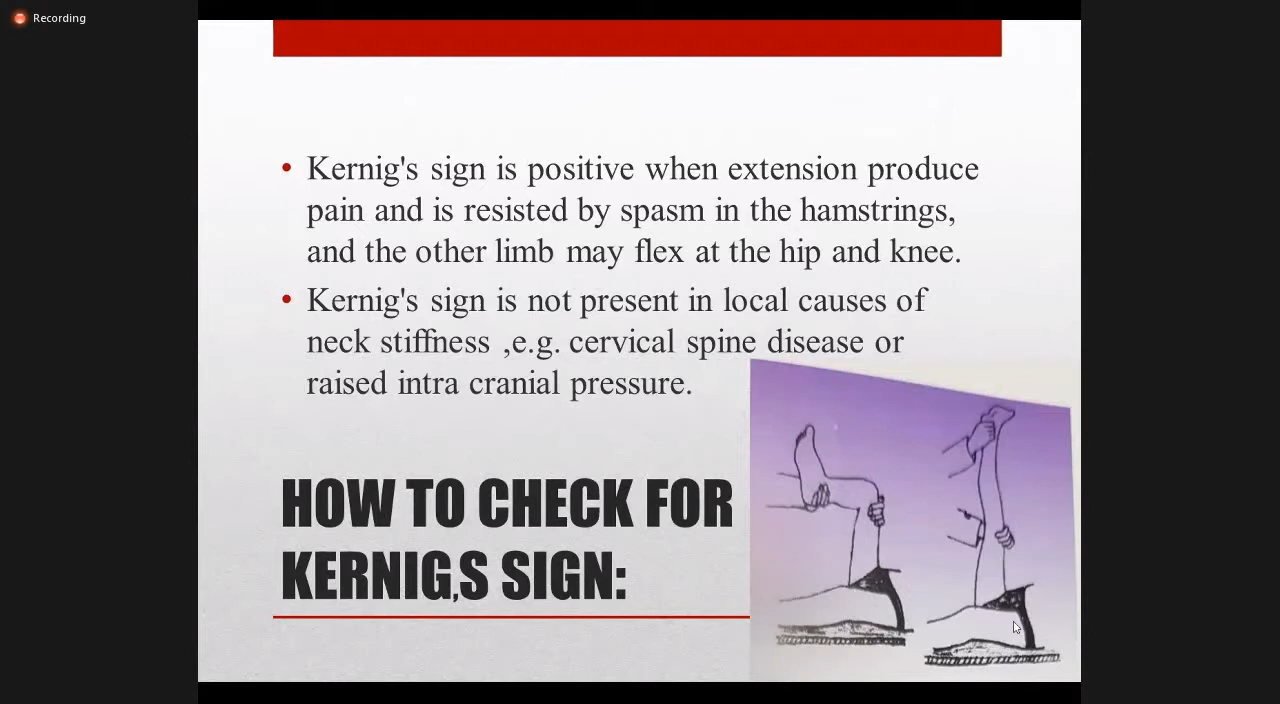 Recording
Kernig's sign is positive when extension produce
pain and is resisted by spasm in the hamstrings,
and the other limb may flex at the hip and knee.
Kernig's sign is not present in local causes of
neck stiffness ,e.g. cervical spine disease or
raised intra cranial pressure.
HOW TO CHECK FOR
KERNIG,S SIGN: